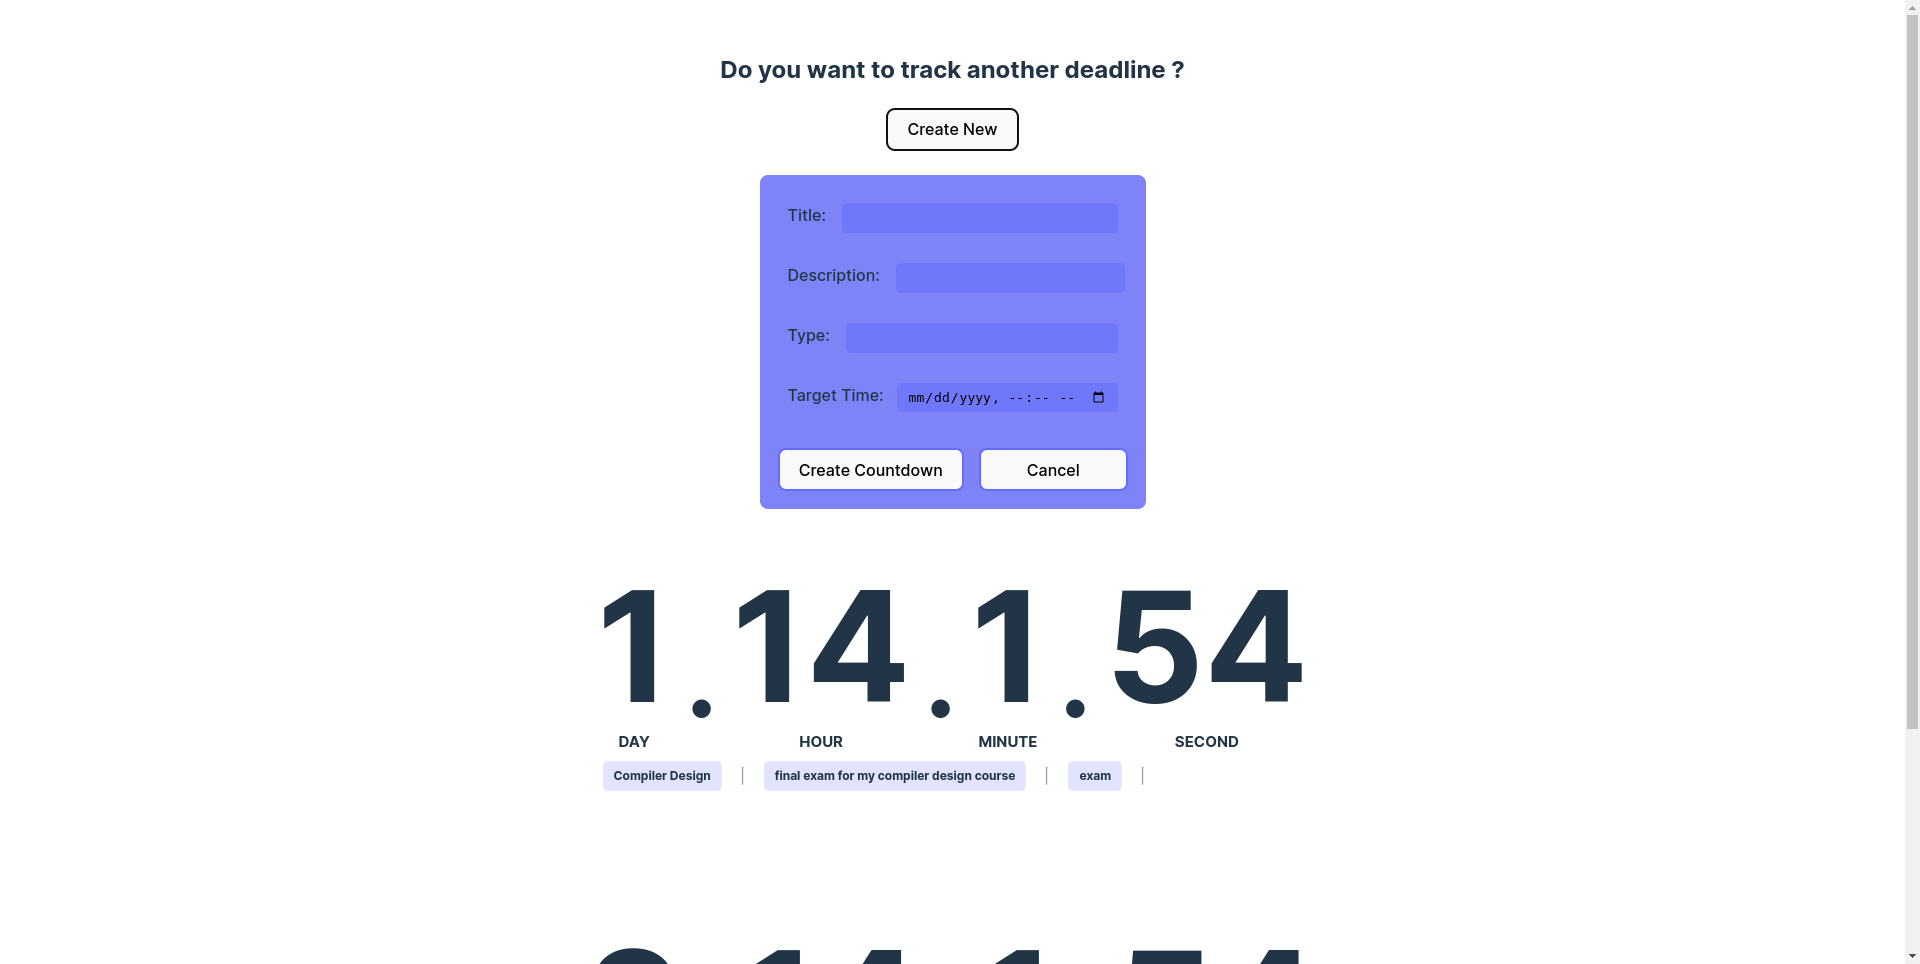 Do you want to track another deadline ?
Create New
Title:
Description:
Type:
Target Time: mm/dd/yyyy, --:-- --
Create Countdown Cancel
1.14.1.54
DAY HOUR MINUTE SECOND
Compiler Design | final exam for my compiler design course | exam |